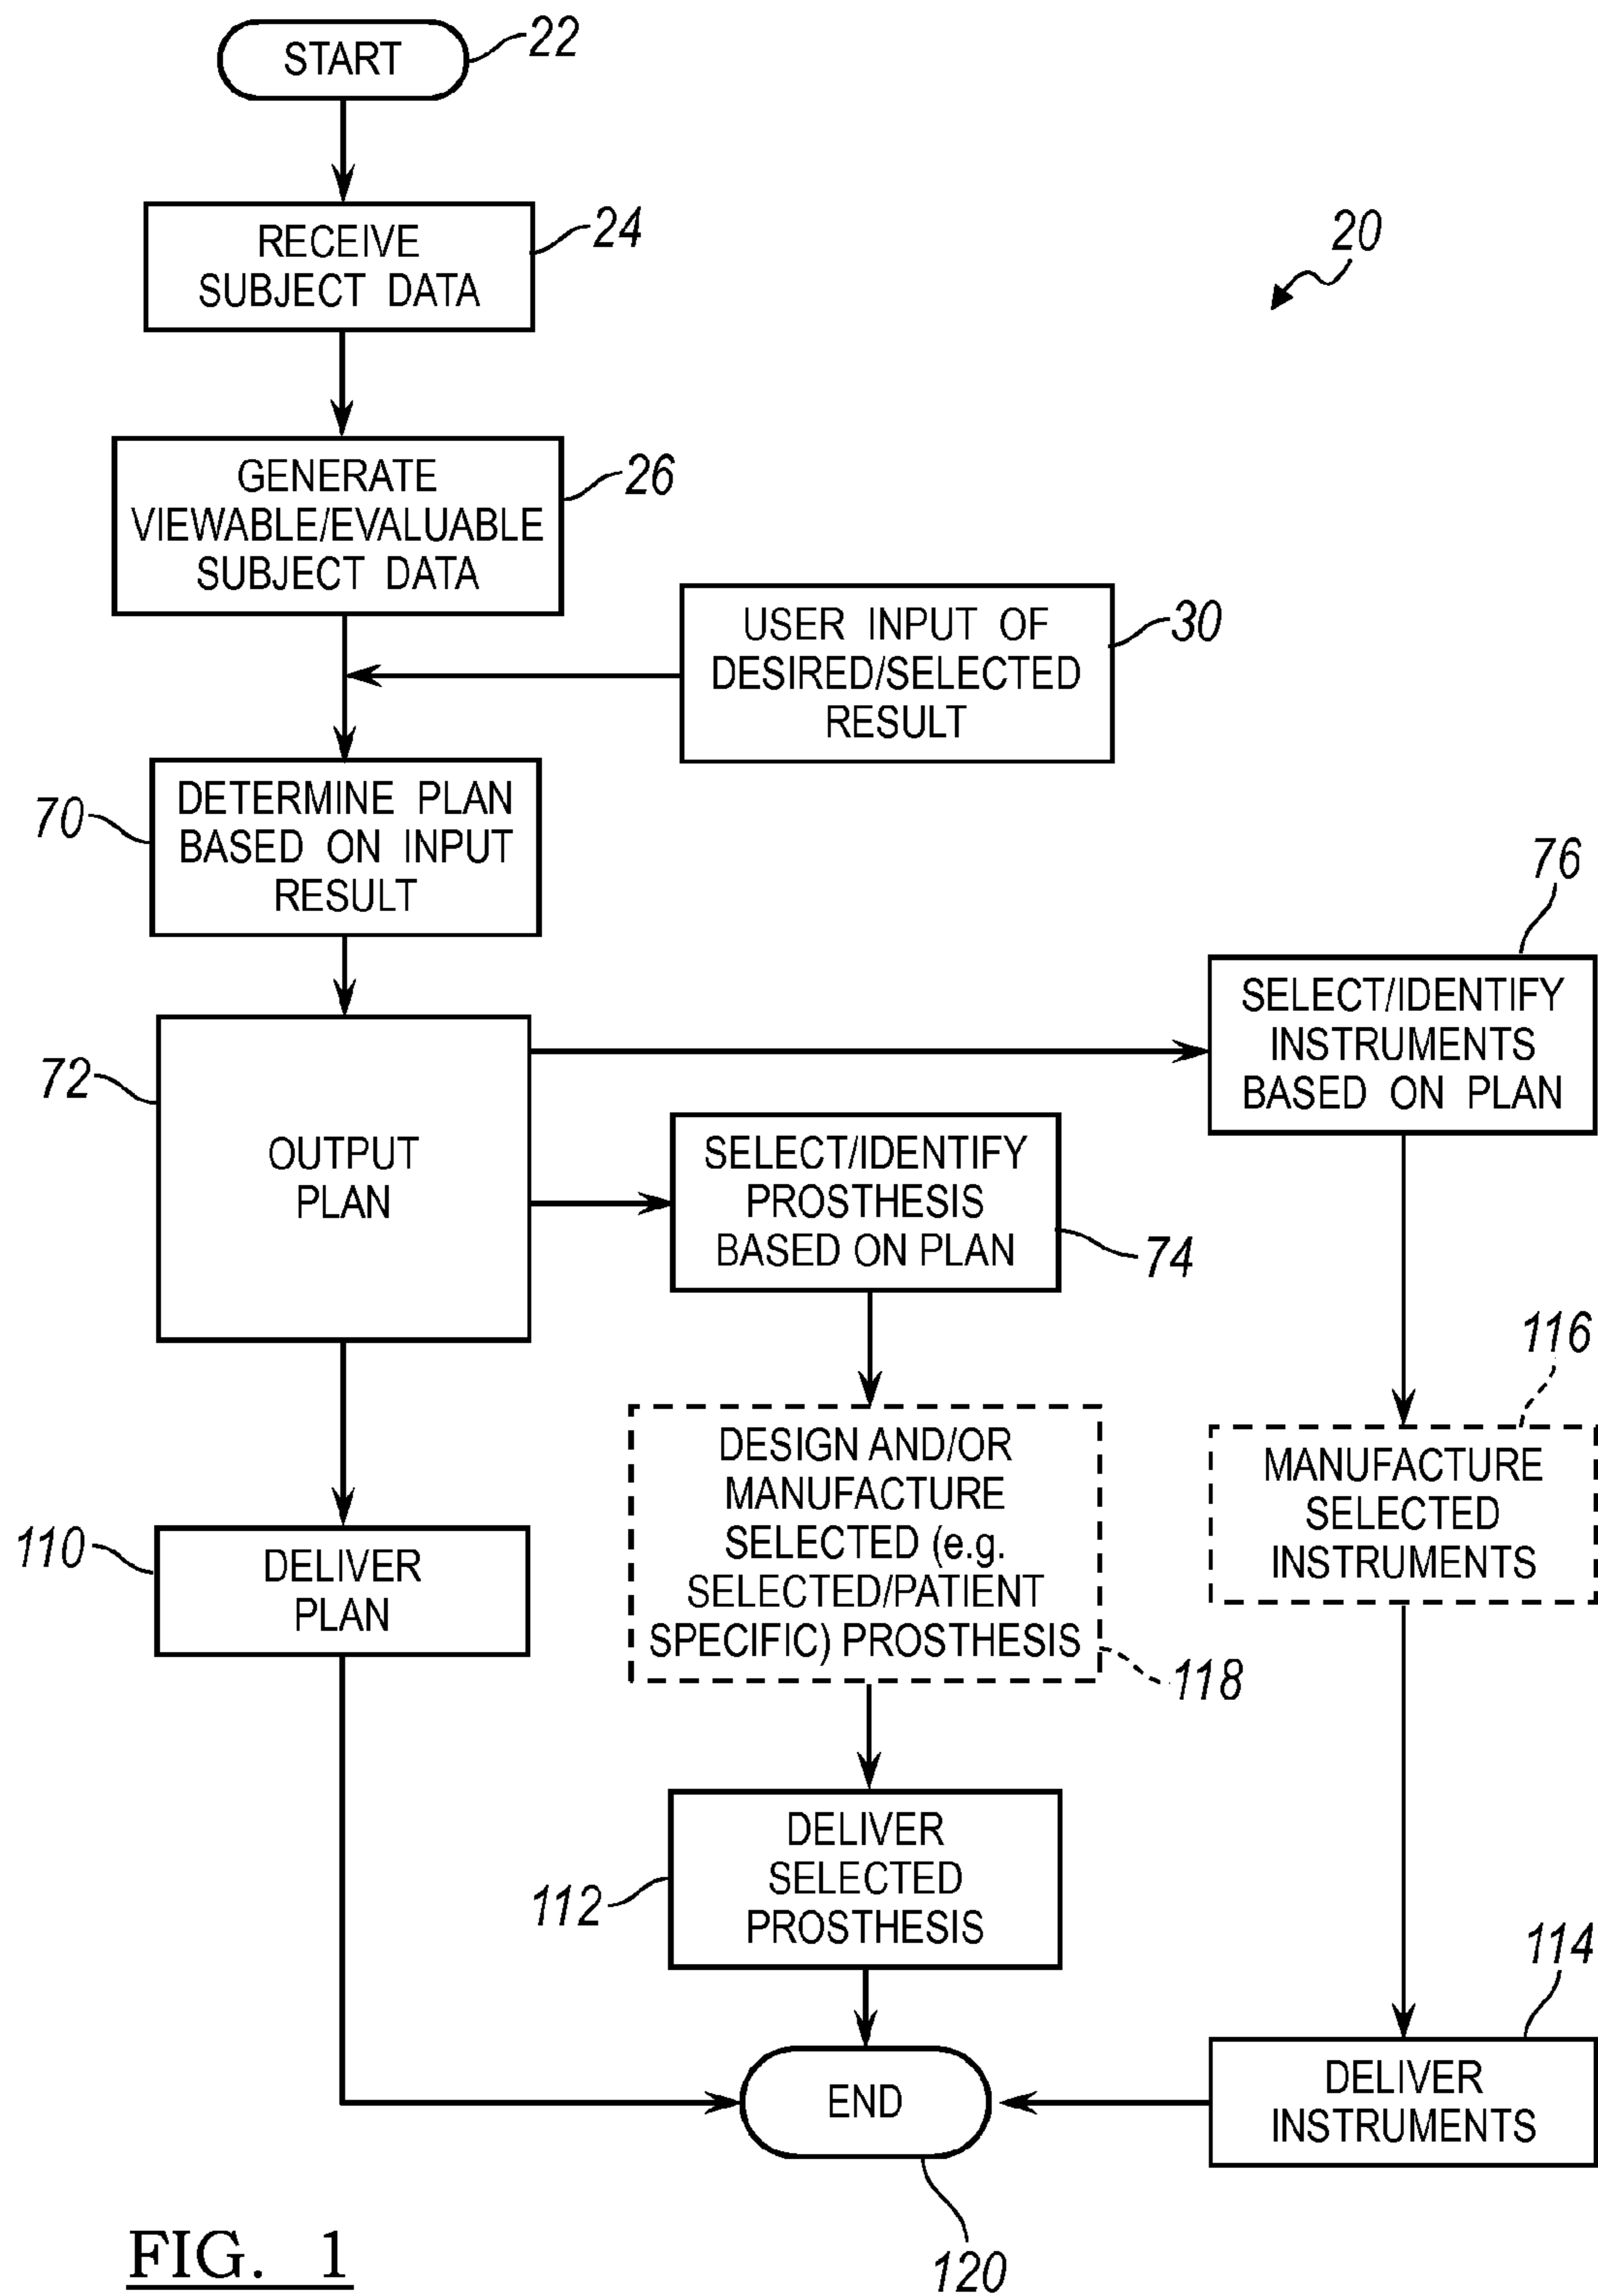 START
22
RECEIVE
SUBJECT DATA
24
20
GENERATE
VIEWABLE/EVALUABLE
SUBJECT DATA
26
USER INPUT OF
DESIRED/SELECTED
RESULT
30
70
DETERMINE PLAN
BASED ON INPUT
RESULT
76
SELECT/IDENTIFY
INSTRUMENTS
BASED ON PLAN
72
OUTPUT
PLAN
SELECT/IDENTIFY
PROSTHESIS
BASED ON PLAN
74
116
DESIGN AND/OR
MANUFACTURE
SELECTED (e.g.
SELECTED/PATIENT
SPECIFIC) PROSTHESIS
118
MANUFACTURE
SELECTED
INSTRUMENTS
110
DELIVER
PLAN
DELIVER
SELECTED
PROSTHESIS
112
114
DELIVER
INSTRUMENTS
END
120
FIG. 1